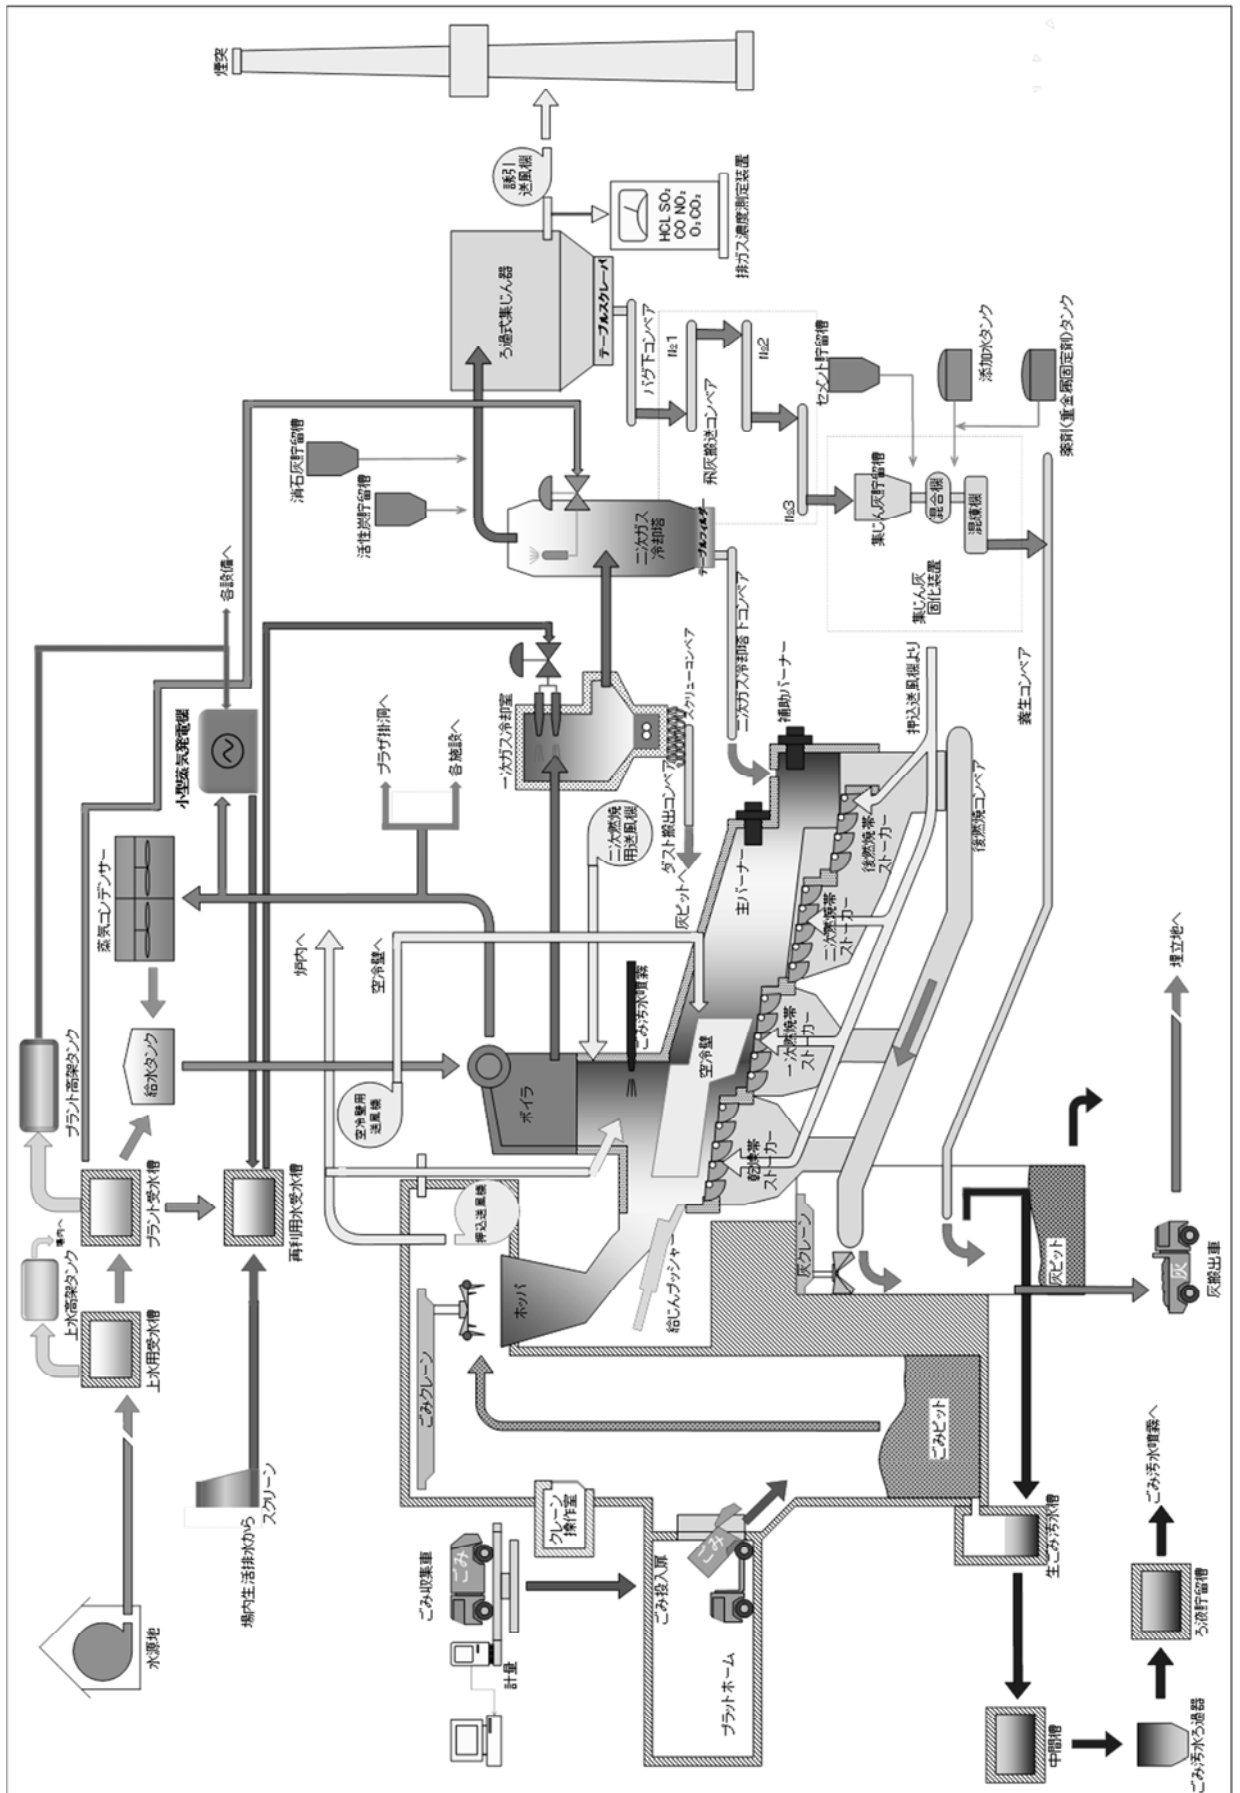 水源地
場内生活排水から
スクリーン
上水用受水槽
上水高架タンク
場内へ
プラント受水槽
プラント高架タンク
再利用水受水槽
給水タンク
蒸気コンデンサー
小型蒸気発電機
各設備へ
プラザ掛洞へ
各施設へ
炉内へ
空冷壁へ
空冷壁用
送風機
押込送風機
ごみ収集車
ごみ
計量
クレーン
操作室
ごみクレーン
ホッパ
ボイラ
ごみ汚水噴霧
二次燃焼
用送風機
一次ガス冷却室
スクリューコンベア
ダスト搬出コンベア
灰ピットへ
消石灰貯留槽
活性炭貯留槽
二次ガス
冷却塔
テーブルフィルダー
二次ガス冷却塔下コンベア
ろ過式集じん器
テーブルスクレーパ
誘引
送風機
煙突
HCL SO₂
CO NO₂
O₂ CO₂
排ガス濃度測定装置
バグ下コンベア
飛灰搬送コンベア
№1
№2
№3
セメント貯留槽
添加水タンク
薬剤(重金属固定剤)タンク
集じん灰貯留槽
混合機
混煉機
集じん灰
固化装置
養生コンベア
ごみ投入扉
ごみ
プラットホーム
ごみピット
給じんプッシャー
空冷壁
主バーナー
補助バーナー
押込送風機より
乾燥帯
ストーカー
一次燃焼帯
ストーカー
二次燃焼帯
ストーカー
後燃焼帯
ストーカー
後燃焼コンベア
灰クレーン
灰ピット
灰
灰搬出車
埋立地へ
生ごみ汚水槽
中間槽
ごみ汚水ろ過器
ろ液貯留槽
ごみ汚水噴霧へ